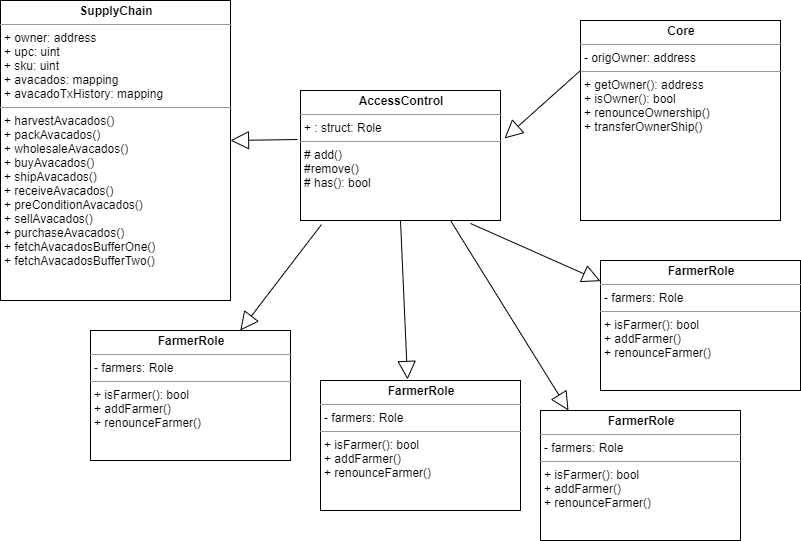 SupplyChain
+ owner: address
+ upc: uint
+ sku: uint
+ avacados: mapping
+ avacadoTxHistory: mapping
+ harvestAvacados()
+ packAvacados()
+ wholesaleAvacados()
+ buyAvacados()
+ shipAvacados()
+ receiveAvacados()
+ preConditionAvacados()
+ sellAvacados()
+ purchaseAvacados()
+ fetchAvacadosBufferOne()
+ fetchAvacadosBufferTwo()
AccessControl
+ : struct: Role
# add()
#remove()
# has(): bool
Core
- origOwner: address
+ getOwner(): address
+ isOwner(): bool
+ renounceOwnership()
+ transferOwnerShip()
FarmerRole
- farmers: Role
+ isFarmer(): bool
+ addFarmer()
+ renounceFarmer()
FarmerRole
- farmers: Role
+ isFarmer(): bool
+ addFarmer()
+ renounceFarmer()
FarmerRole
- farmers: Role
+ isFarmer(): bool
+ addFarmer()
+ renounceFarmer()
FarmerRole
- farmers: Role
+ isFarmer(): bool
+ addFarmer()
+ renounceFarmer()